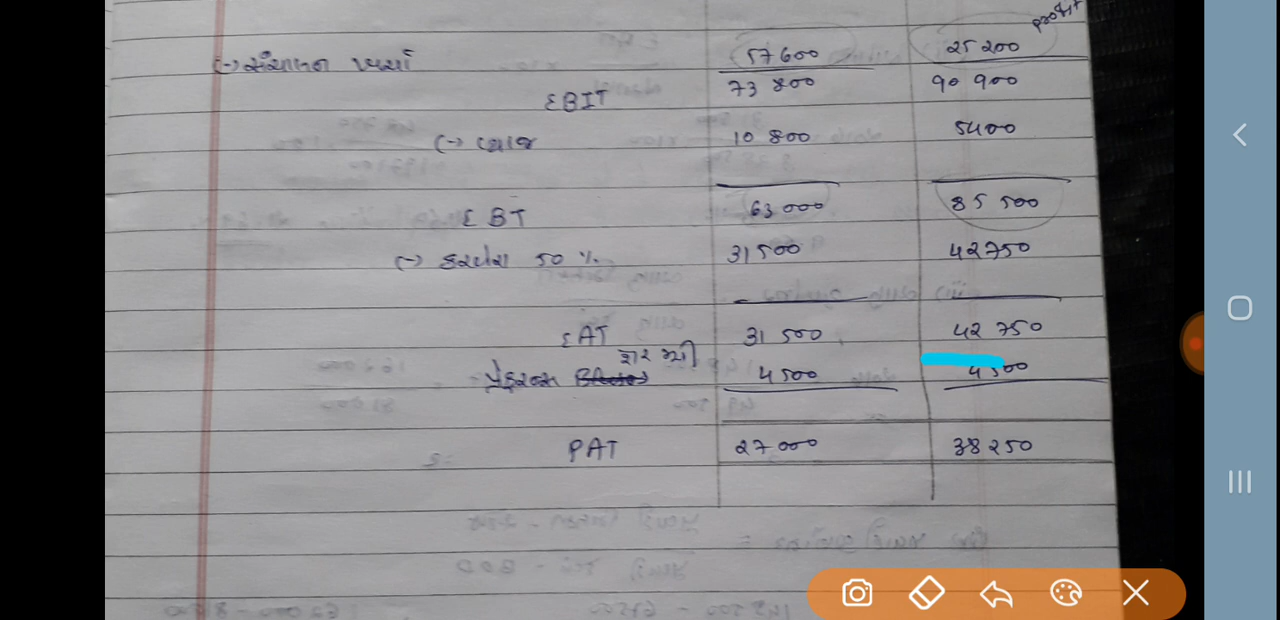 profit
(-) સંચાલન ખર્ચા 57600 25200
EBIT 73800 90900
(-) વ્યાજ 10800 5400
EBT 63000 85500
(-) કરવેરા 50 % 31500 42750
EAT 31500 42750
પ્રેફરન્સ શેર 4500 4500
PAT 27000 38250